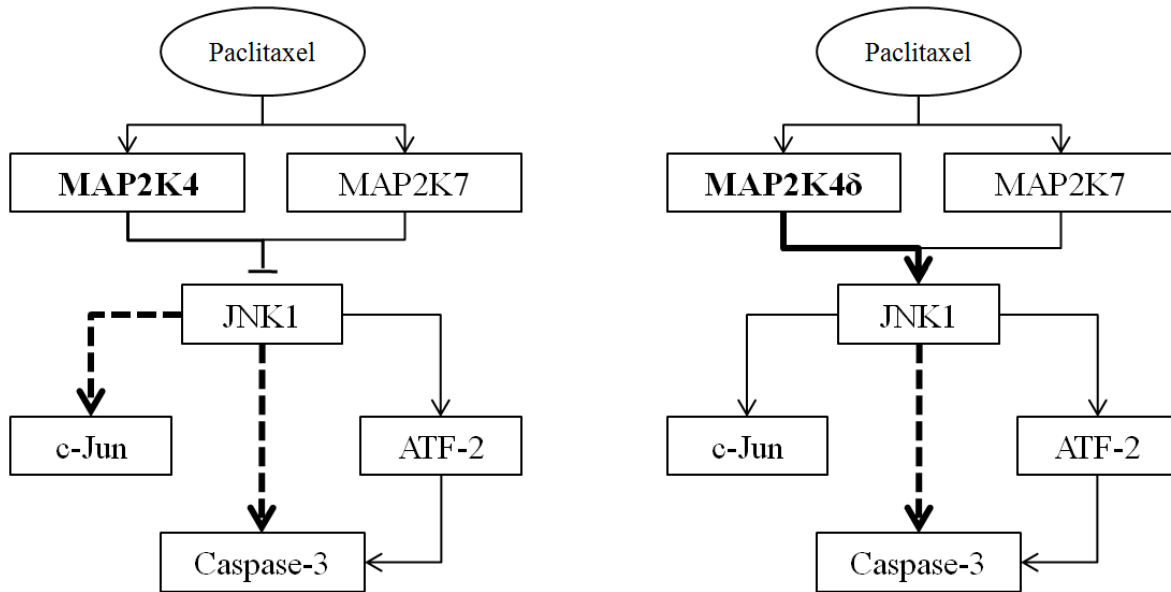 Paclitaxel
MAP2K4
MAP2K7
JNK1
c-Jun
ATF-2
Caspase-3
Paclitaxel
MAP2K4δ
MAP2K7
JNK1
c-Jun
ATF-2
Caspase-3